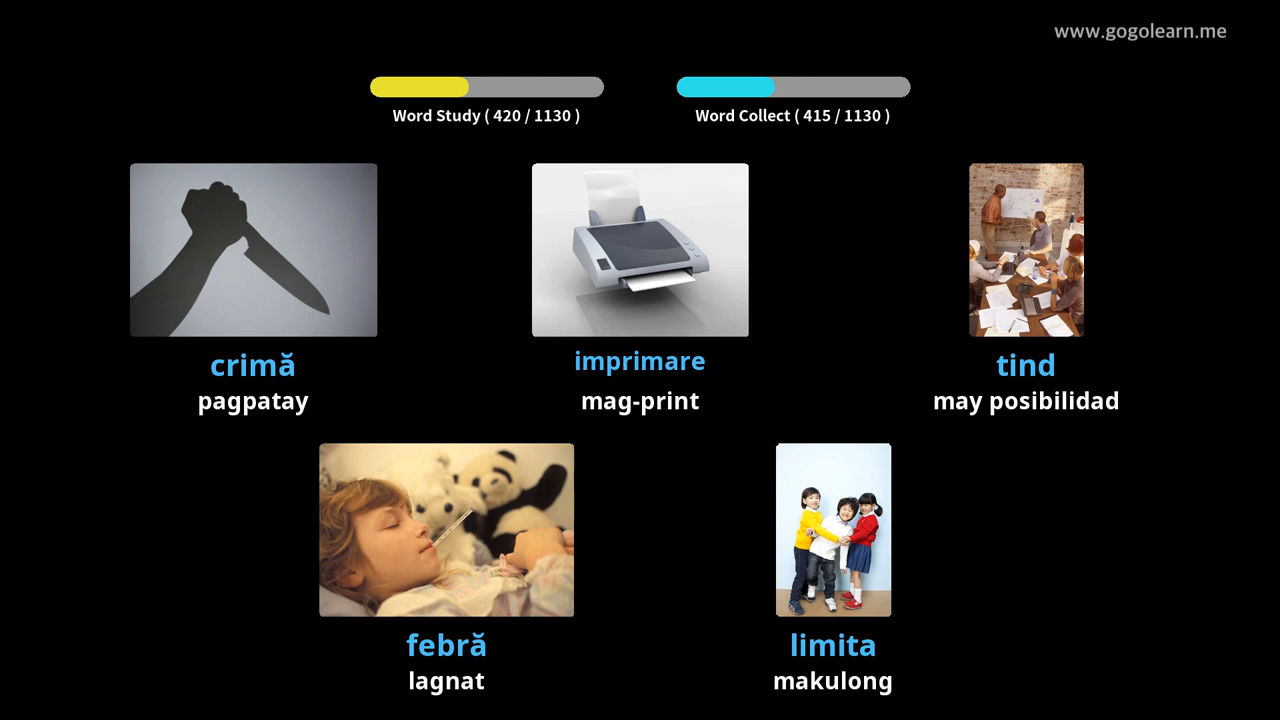 www.gogolearn.me
Word Study ( 420 / 1130 )
Word Collect ( 415 / 1130 )
crimă
pagpatay
imprimare
mag-print
tind
may posibilidad
febră
lagnat
limita
makulong